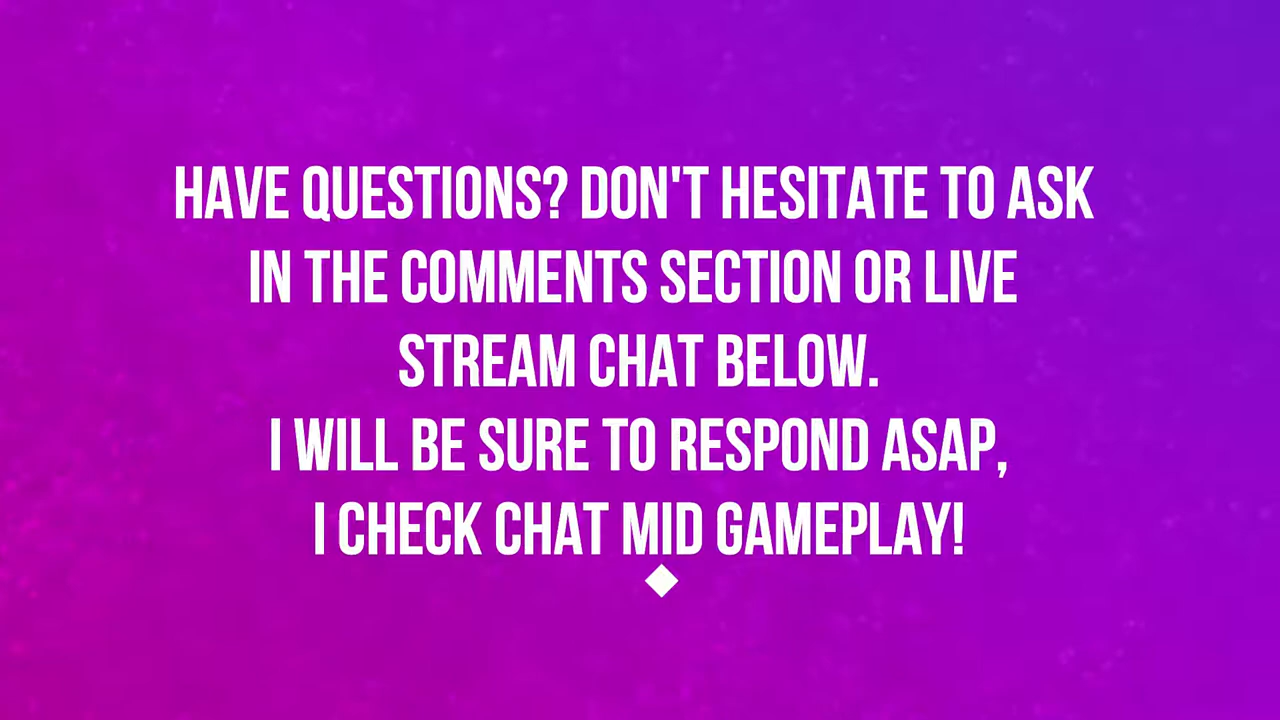 HAVE QUESTIONS? DON'T HESITATE TO ASK
IN THE COMMENTS SECTION OR LIVE
STREAM CHAT BELOW.
I WILL BE SURE TO RESPOND ASAP,
I CHECK CHAT MID GAMEPLAY!